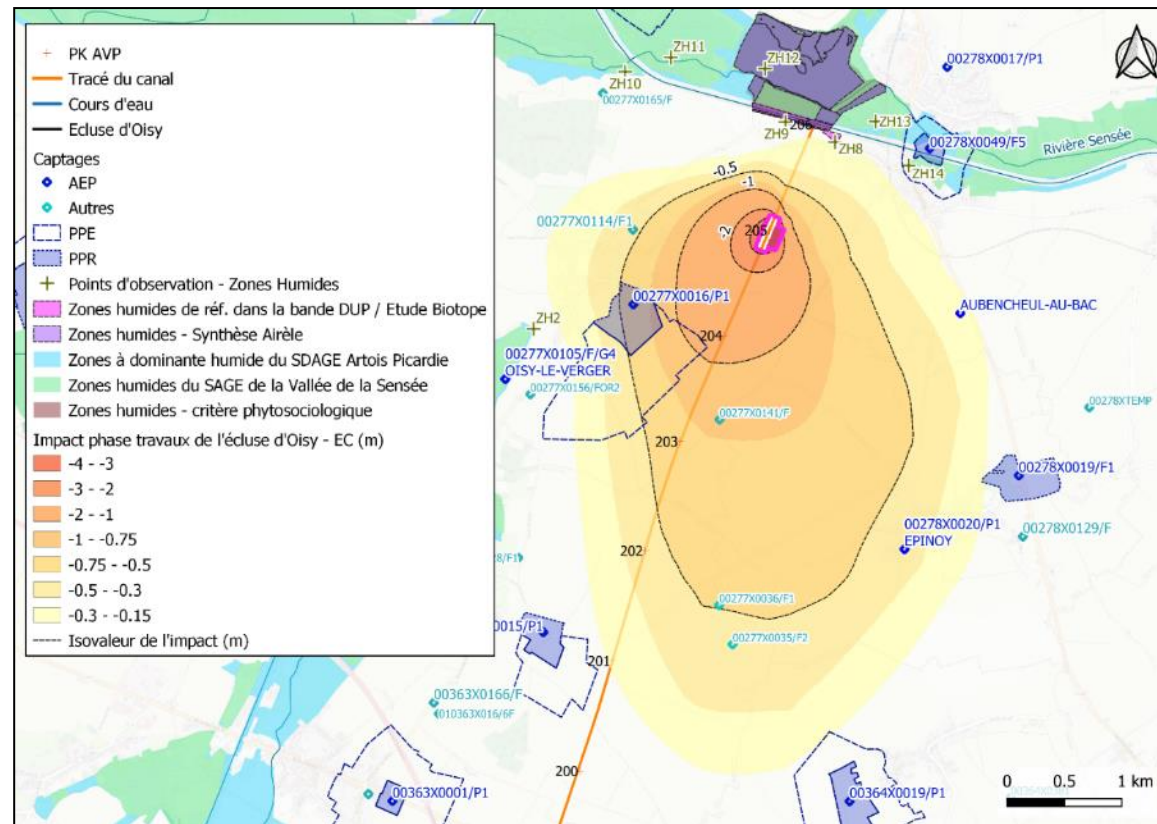 PK AVP
Tracé du canal
Cours d'eau
Ecluse d'Oisy
Captages
AEP
Autres
PPE
PPR
Points d'observation - Zones Humides
Zones humides de réf. dans la bande DUP / Etude Biotope
Zones humides - Synthèse Airèle
Zones à dominante humide du SDAGE Artois Picardie
Zones humides du SAGE de la Vallée de la Sensée
Zones humides - critère phytosociologique
Impact phase travaux de l'écluse d'Oisy - EC (m)
-4 - -3
-3 - -2
-2 - -1
-1 - -0.75
-0.75 - -0.5
-0.5 - -0.3
-0.3 - -0.15
Isovaleur de l'impact (m)
ZH11
ZH12
ZH10
00278X0017/P1
00277X0165/F
ZH9
206
ZH13
ZH8
00278X0049/F5
Rivière Sensée
ZH14
-0.5
-1
-2
205
00277X0114/F1
00277X0016/P1
AUBENCHEUL-AU-BAC
ZH2
204
00277X0105/F/G4
OISY-LE-VERGER
00277X0156/FOR2
00278XTEMP
00277X0141/F
203
00278X0019/F1
00278X0020/P1
EPINOY
00278X0129/F
202
8/F1
00277X0036/F1
0015/P1
00277X0035/F2
201
00363X0166/F
010363X016/6F
200
00363X0001/P1
00364X0019/P1
0 0.5 1 km